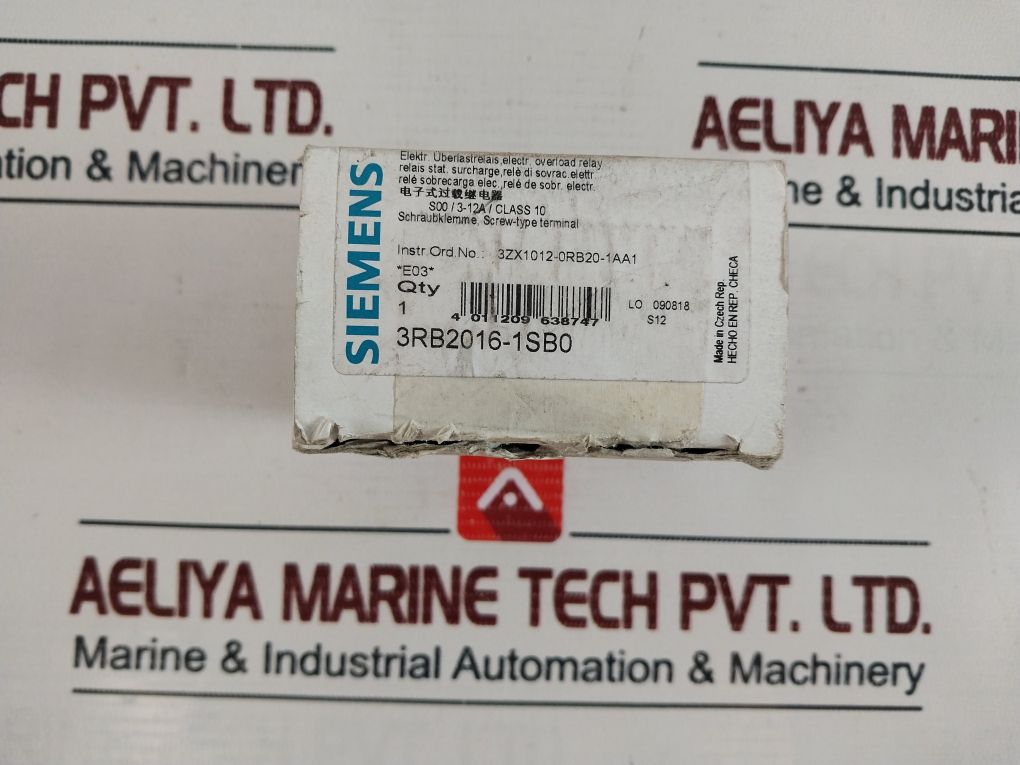 CH PVT. LTD.
AELIYA MARI
& Machiner
ne & Industria
SIEMENS
Elektr. Überlastrelais,electr. overload relay
relais stat. surcharge,relé di sovrac.elettr.
relé sobrecarga elec.,relé de sobr. electr.
电子式过载继电器
S00 / 3-12A / CLASS 10
Schraubklemme, Screw-type terminal
Instr.Ord.No.: 3ZX1012-0RB20-1AA1
*E03*
Qty
1
4 011209 638747
LO 090818
S12
3RB2016-1SB0
Made in Czech Rep.
HECHO EN REP. CHECA
AELIYA MARINE TECH PVT. LTD.
Marine & Industrial Automation & Machinery